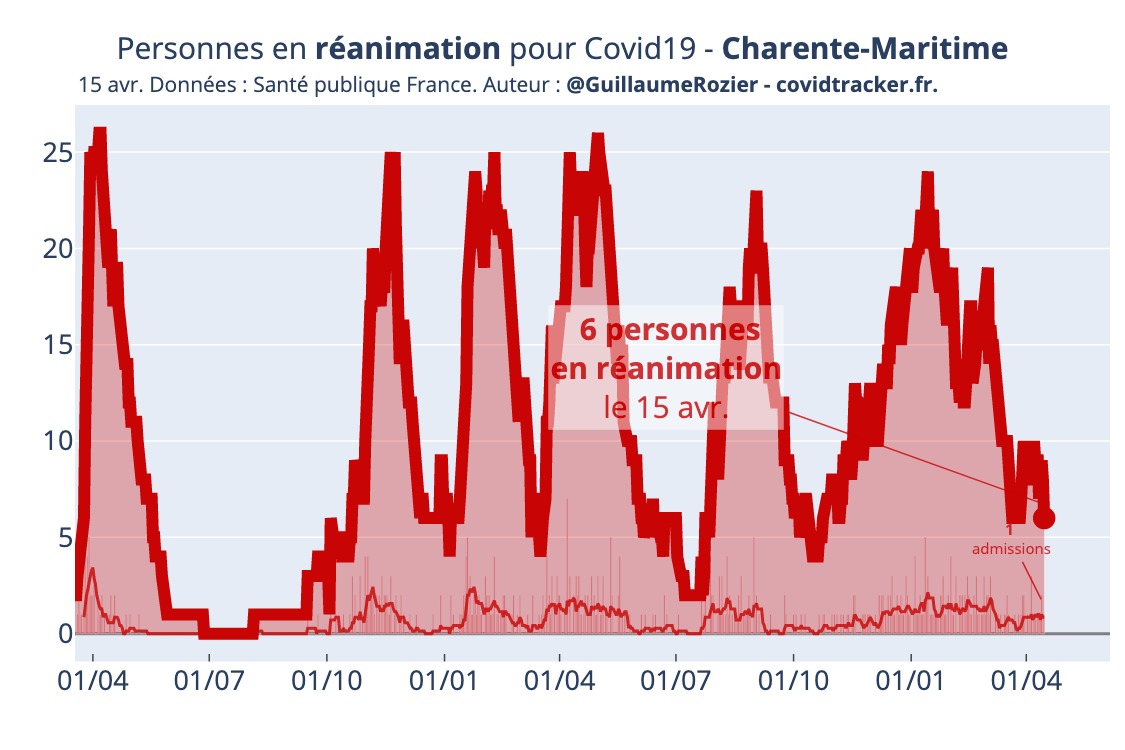 Personnes en réanimation pour Covid19 - Charente-Maritime
15 avr. Données : Santé publique France. Auteur : @GuillaumeRozier - covidtracker.fr.
25
20
15
10
5
0
6 personnes
en réanimation
le 15 avr.
1
admissions
01/04 01/07 01/10 01/01 01/04 01/07 01/10 01/01 01/04